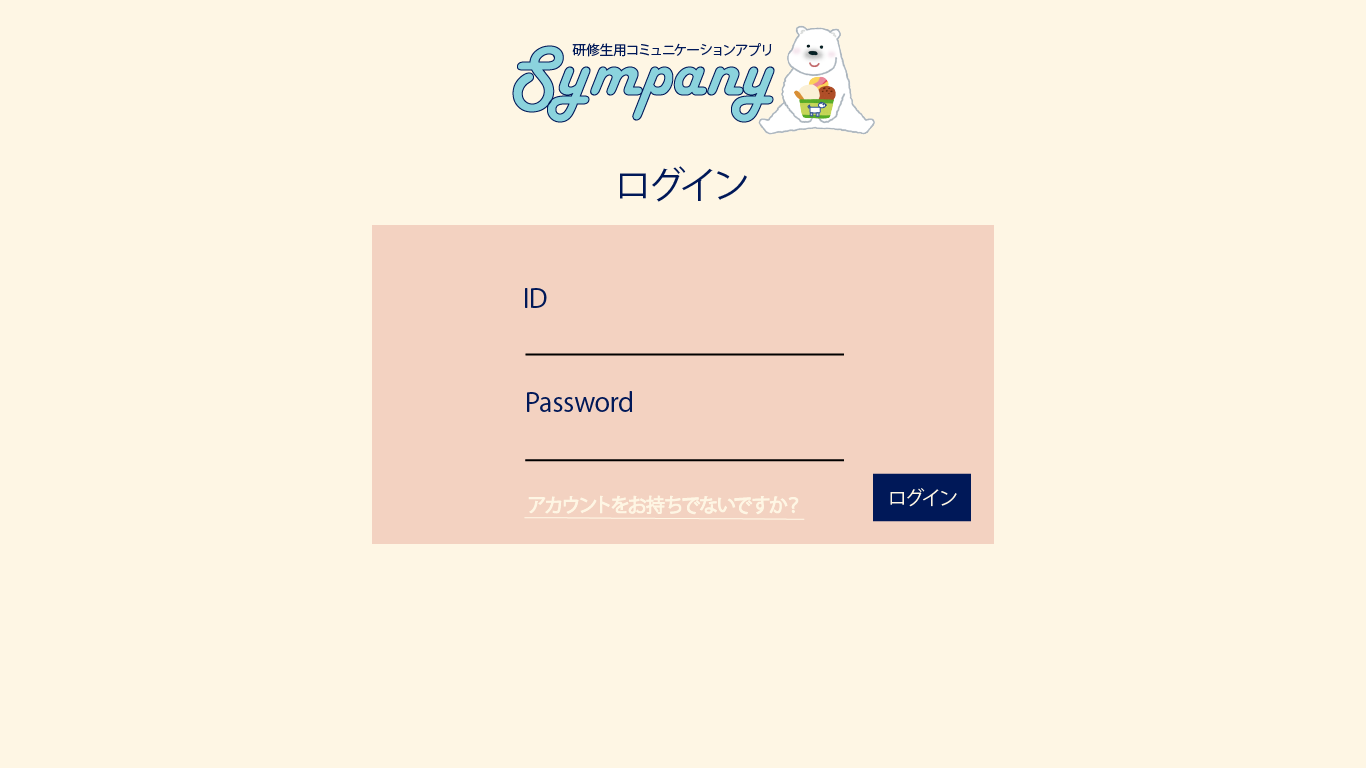 研修生用コミュニケーションアプリ
Sympany
ログイン
ID
Password
アカウントをお持ちでないですか？
ログイン